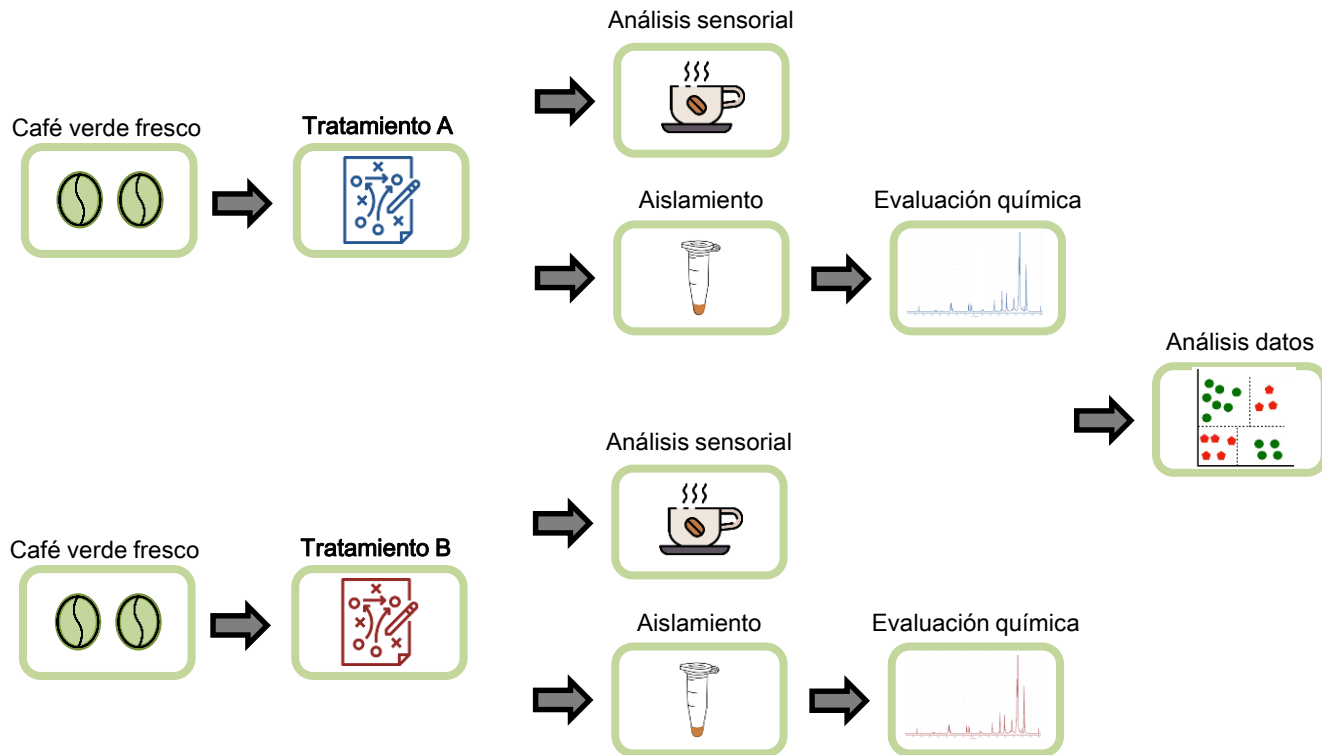 Análisis sensorial
Café verde fresco
Tratamiento A
Aislamiento
Evaluación química
Análisis datos
Análisis sensorial
Café verde fresco
Tratamiento B
Aislamiento
Evaluación química